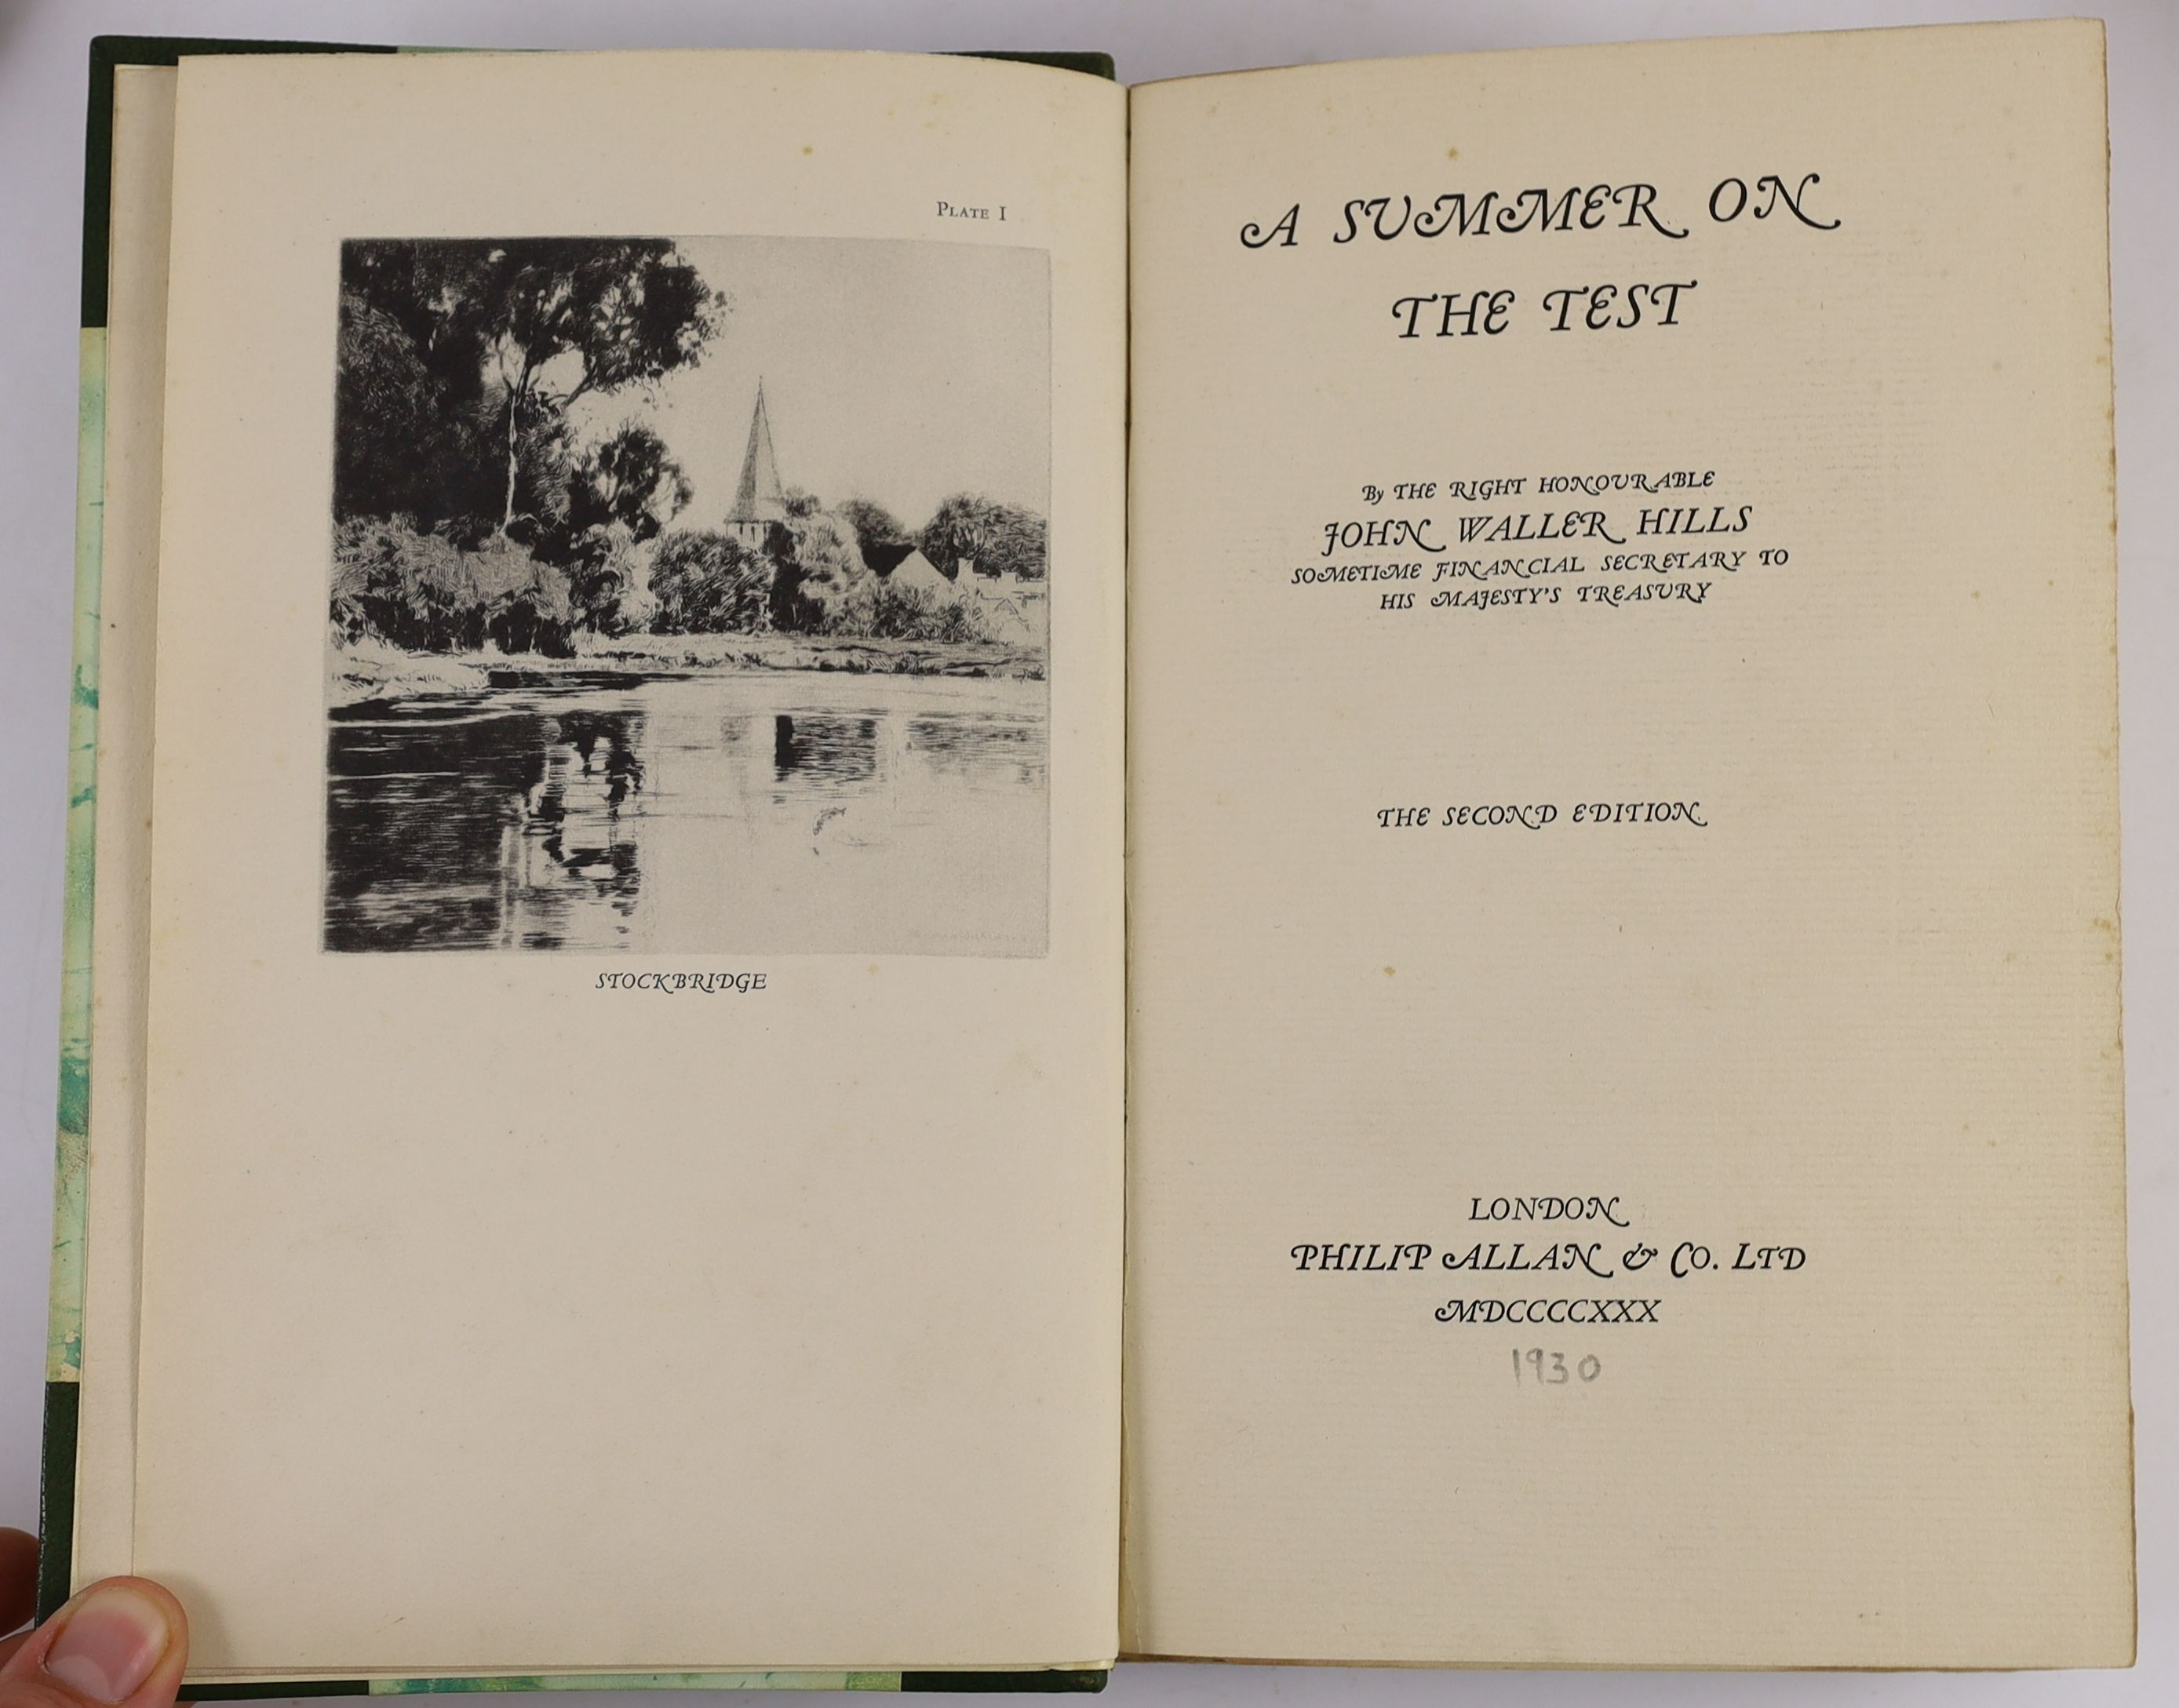 PLATE I
STOCKBRIDGE
A SUMMER ON
THE TEST
By THE RIGHT HONOURABLE
JOHN WALLER HILLS
SOMETIME FINANCIAL SECRETARY TO
HIS MAJESTY'S TREASURY
THE SECOND EDITION
LONDON
PHILIP ALLAN & CO. LTD
MDCCCCXXX
1930